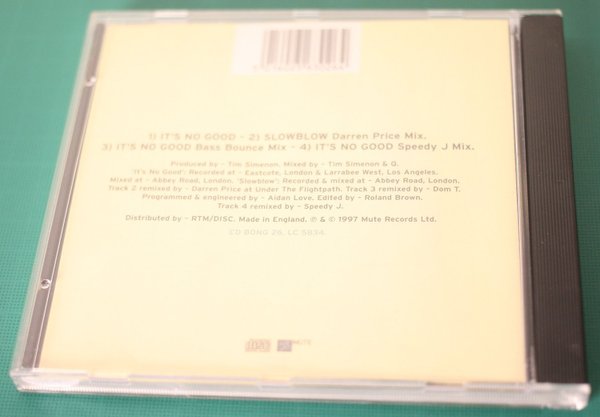 1) IT'S NO GOOD - 2) SLOWBLOW Darren Price Mix.
3) IT'S NO GOOD Bass Bounce Mix - 4) IT'S NO GOOD Speedy J Mix.
Produced by - Tim Simenon. Mixed by - Tim Simenon & Q.
'It's No Good': Recorded at - Eastcote, London & Larrabee West, Los Angeles.
Mixed at - Abbey Road, London. 'Slowblow': Recorded & mixed at - Abbey Road, London.
Track 2 remixed by - Darren Price at Under The Flightpath. Track 3 remixed by - Dom T.
Programmed & engineered by - Aidan Love. Edited by - Roland Brown.
Track 4 remixed by - Speedy J.
Distributed by - RTM/DISC. Made in England. ℗ & © 1997 Mute Records Ltd.
CD BONG 26. LC 5834.
MUTE